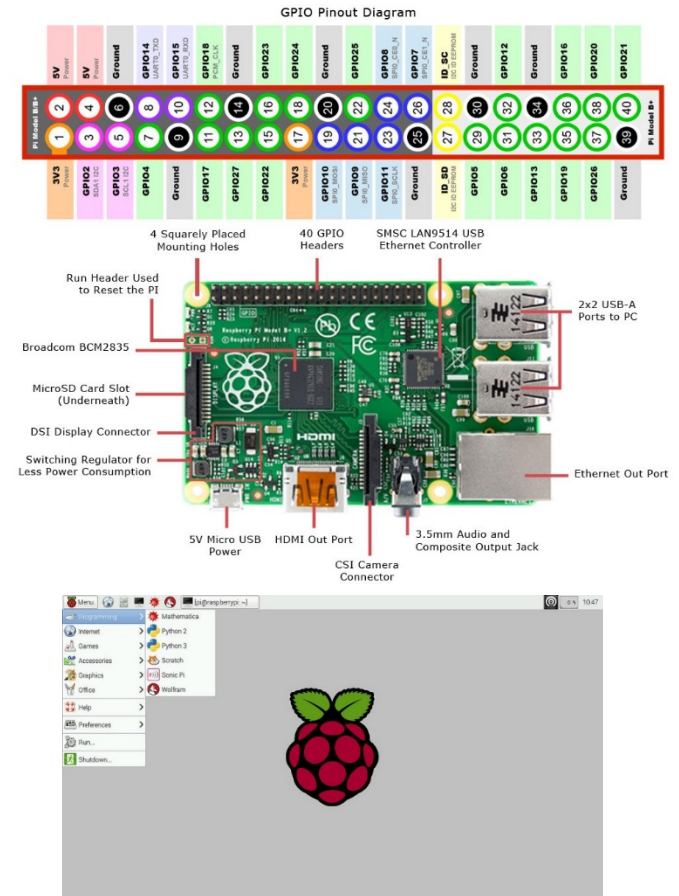 GPIO Pinout Diagram
5V Power
5V Power
Ground
GPIO14 UART0_TXD
GPIO15 UART0_RXD
GPIO18 PCM_CLK
Ground
GPIO23
GPIO24
Ground
GPIO25
GPIO8 SPI0_CE0_N
GPIO7 SPI0_CE1_N
ID_SC I2C ID EEPROM
Ground
GPIO12
Ground
GPIO16
GPIO20
GPIO21
Pi Model B/B+
2 4 6 8 10 12 14 16 18 20 22 24 26 28 30 32 34 36 38 40
1 3 5 7 9 11 13 15 17 19 21 23 25 27 29 31 33 35 37 39
Pi Model B+
3V3 Power
GPIO2 SDA1 I2C
GPIO3 SCL1 I2C
GPIO4
Ground
GPIO17
GPIO27
GPIO22
3V3 Power
GPIO10 SPI0_MOSI
GPIO9 SPI0_MISO
GPIO11 SPI0_SCLK
Ground
ID_SD I2C ID EEPROM
GPIO5
GPIO6
GPIO13
GPIO19
GPIO26
Ground
4 Squarely Placed
Mounting Holes
40 GPIO
Headers
SMSC LAN9514 USB
Ethernet Controller
Run Header Used
to Reset the PI
2x2 USB-A
Ports to PC
Broadcom BCM2835
MicroSD Card Slot
(Underneath)
DSI Display Connector
Switching Regulator for
Less Power Consumption
Ethernet Out Port
5V Micro USB
Power
HDMI Out Port
CSI Camera
Connector
3.5mm Audio and
Composite Output Jack
GPIO
Raspberry Pi Model B+ V1.2
© Raspberry Pi 2014
CE
FC
DISPLAY
HDMI
CAMERA
14122
14122
USB
Menu
[pi@raspberrypi: ~]
0 %
10:47
Programming
Internet
Games
Accessories
Graphics
Office
Help
Preferences
Run...
Shutdown...
Mathematica
Python 2
Python 3
Scratch
Sonic Pi
Wolfram